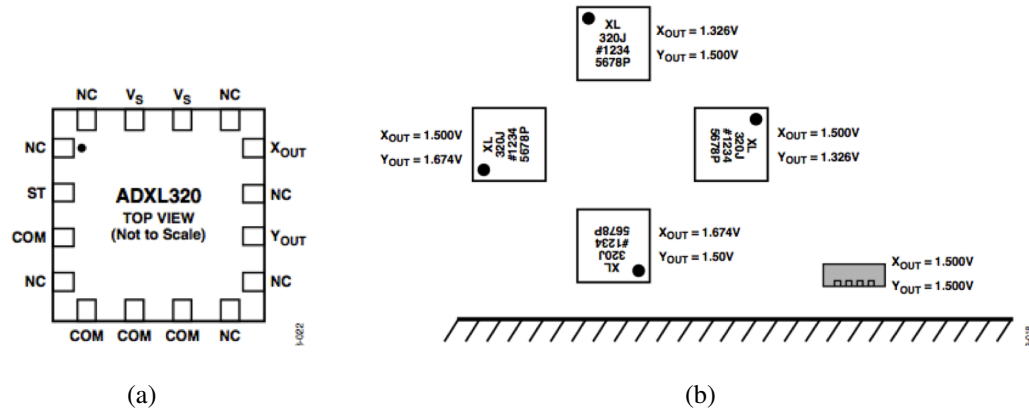 NC VS VS NC
NC XOUT
ST NC
COM YOUT
NC NC
ADXL320
TOP VIEW
(Not to Scale)
COM COM COM NC
1-022
(a)
XL
320J
#1234
5678P
XOUT = 1.326V
YOUT = 1.500V
XOUT = 1.500V
YOUT = 1.674V
XL
320J
#1234
5678P
XL
320J
#1234
5678P
XOUT = 1.500V
YOUT = 1.326V
XL
320J
#1234
5678P
XOUT = 1.674V
YOUT = 1.50V
XOUT = 1.500V
YOUT = 1.500V
(b)